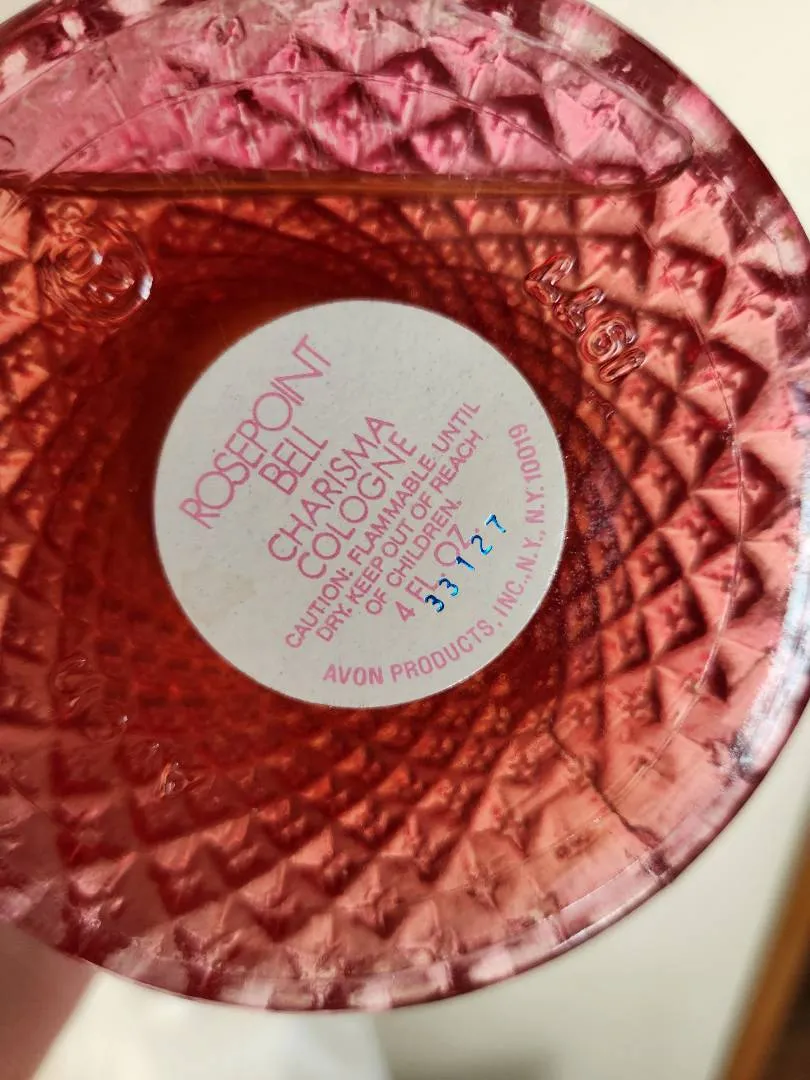 ROSEPOINT
BELL
CHARISMA
COLOGNE
CAUTION: FLAMMABLE UNTIL
DRY. KEEP OUT OF REACH
OF CHILDREN.
4 FL. OZ.
33127
AVON PRODUCTS, INC., N.Y., N.Y. 10019